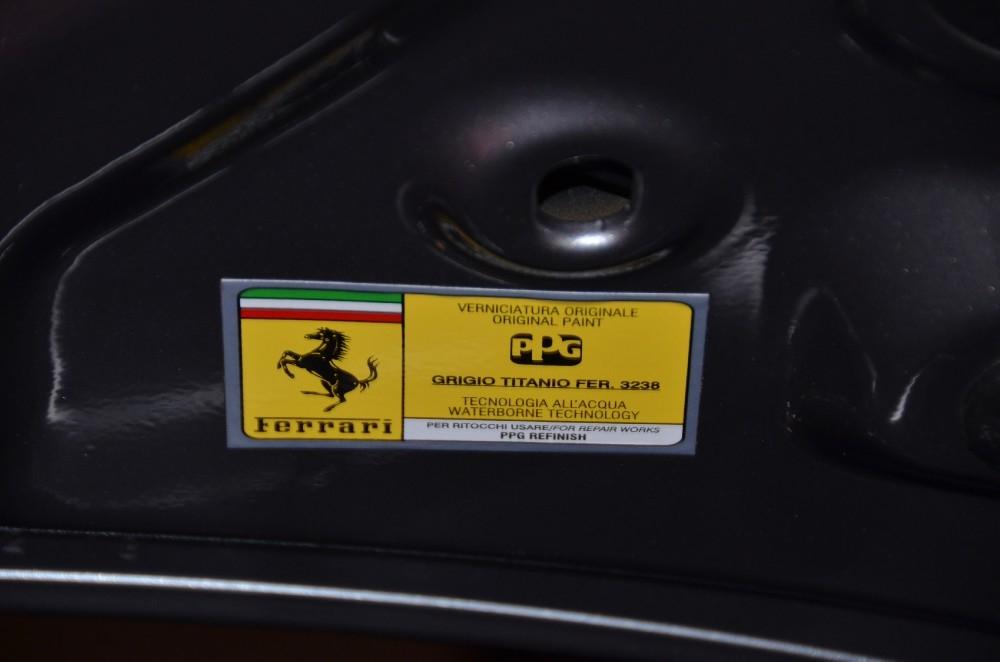 Ferrari
VERNICIATURA ORIGINALE
ORIGINAL PAINT
PPG
GRIGIO TITANIO FER. 3238
TECNOLOGIA ALL'ACQUA
WATERBORNE TECHNOLOGY
PER RITOCCHI USARE/FOR REPAIR WORKS
PPG REFINISH